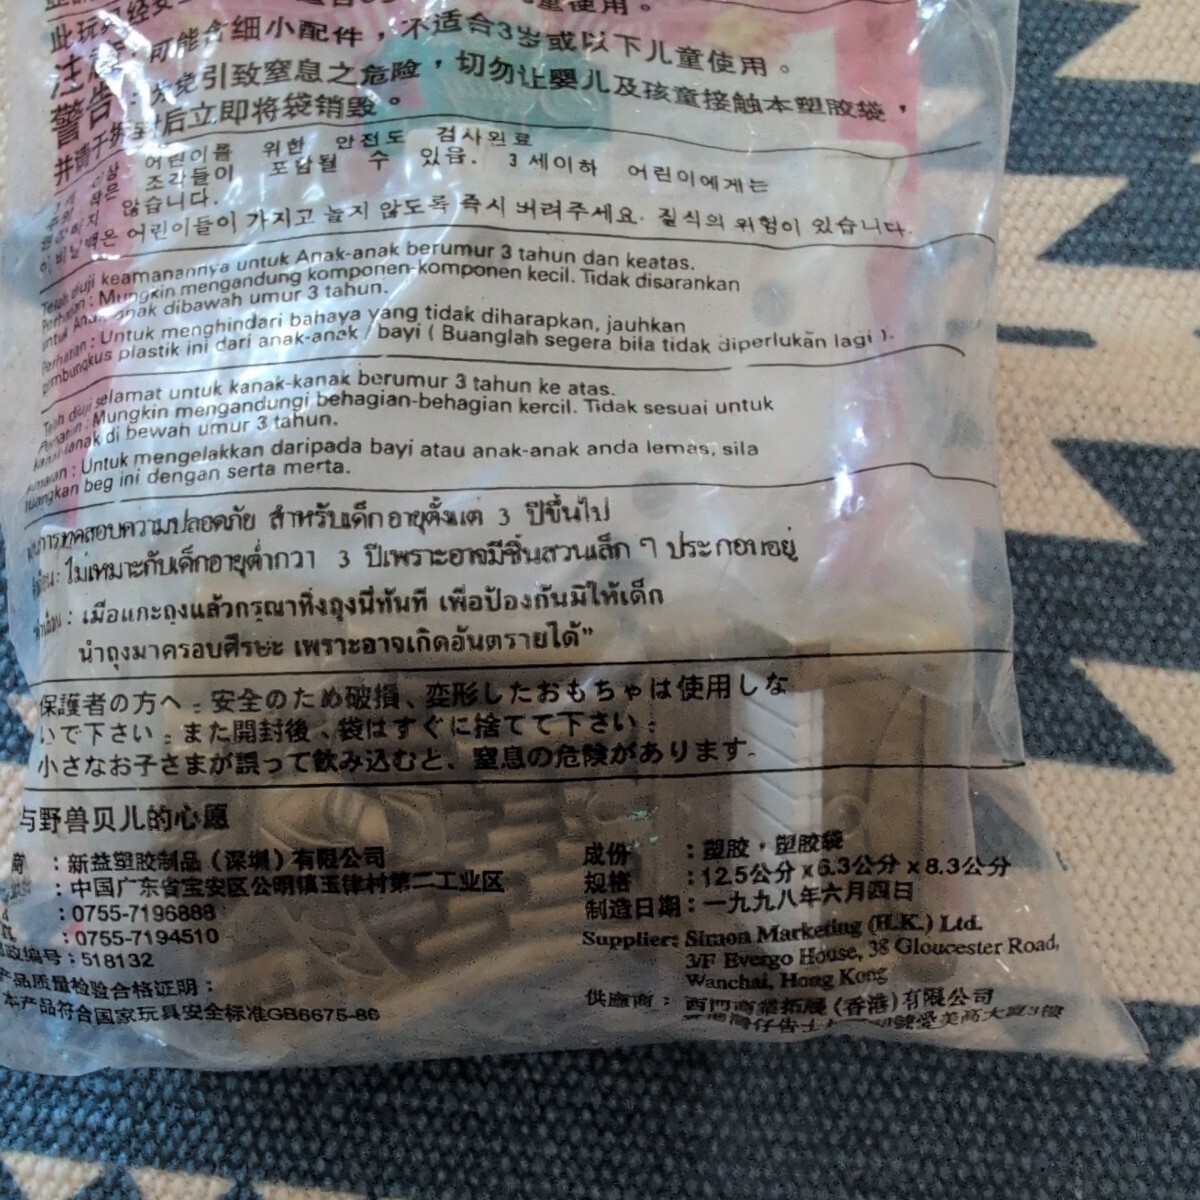 注意：可能含细小配件，不适合3岁或以下儿童使用。
警告：为免引致窒息之危险，切勿让婴儿及孩童接触本塑胶袋，
并请于拆封后立即将袋销毁。
어린이를 위한 안전도 검사완료
조각들이 포함될 수 있음. 3 세이하 어린이에게는
않습니다.
어린이들이 가지고 놀지 않도록 즉시 버려주세요. 질식의 위험이 있습니다.
Telah diuji keamanannya untuk Anak-anak berumur 3 tahun dan keatas.
Perhatian : Mungkin mengandung komponen-komponen kecil. Tidak disarankan
untuk Anak-anak dibawah umur 3 tahun.
Perhatian : Untuk menghindari bahaya yang tidak diharapkan, jauhkan
pembungkus plastik ini dari anak-anak / bayi ( Buanglah segera bila tidak diperlukan lagi ).
Telah diuji selamat untuk kanak-kanak berumur 3 tahun ke atas.
: Mungkin mengandungi behagian-behagian kercil. Tidak sesuai untuk
kanak-kanak di bewah umur 3 tahun.
: Untuk mengelakkan daripada bayi atau anak-anak anda lemas, sila
buangkan beg ini dengan serta merta.
ผ่านการทดสอบความปลอดภัย สำหรับเด็กอายุตั้งแต่ 3 ปีขึ้นไป
ไม่เหมาะกับเด็กอายุต่ำกว่า 3 ปีเพราะอาจมีชิ้นส่วนเล็ก ๆ ประกอบอยู่
: เมื่อแกะถุงแล้วกรุณาทิ้งถุงนี้ทันที เพื่อป้องกันมิให้เด็ก
นำถุงมาครอบศีรษะ เพราะอาจเกิดอันตรายได้”
保護者の方へ：安全のため破損、変形したおもちゃは使用しな
いで下さい：また開封後、袋はすぐに捨てて下さい：
小さなお子さまが誤って飲み込むと、窒息の危険があります.
与野兽贝儿的心愿
商 ：新益塑胶制品（深圳）有限公司
：中国广东省宝安区公明镇玉律村第二工业区
：0755-7196888
：0755-7194510
邮政编号：518132
产品质量检验合格证明：
本产品符合国家玩具安全标准GB6675-86
成份 ：塑胶，塑胶袋
规格 ：12.5公分 x 6.3公分 x 8.3公分
制造日期：一九九八年六月四日
Supplier: Simon Marketing (H.K.) Ltd.
3/F Evergo House, 38 Gloucester Road,
Wanchai, Hong Kong
供應商：西門商業拓展（香港）有限公司